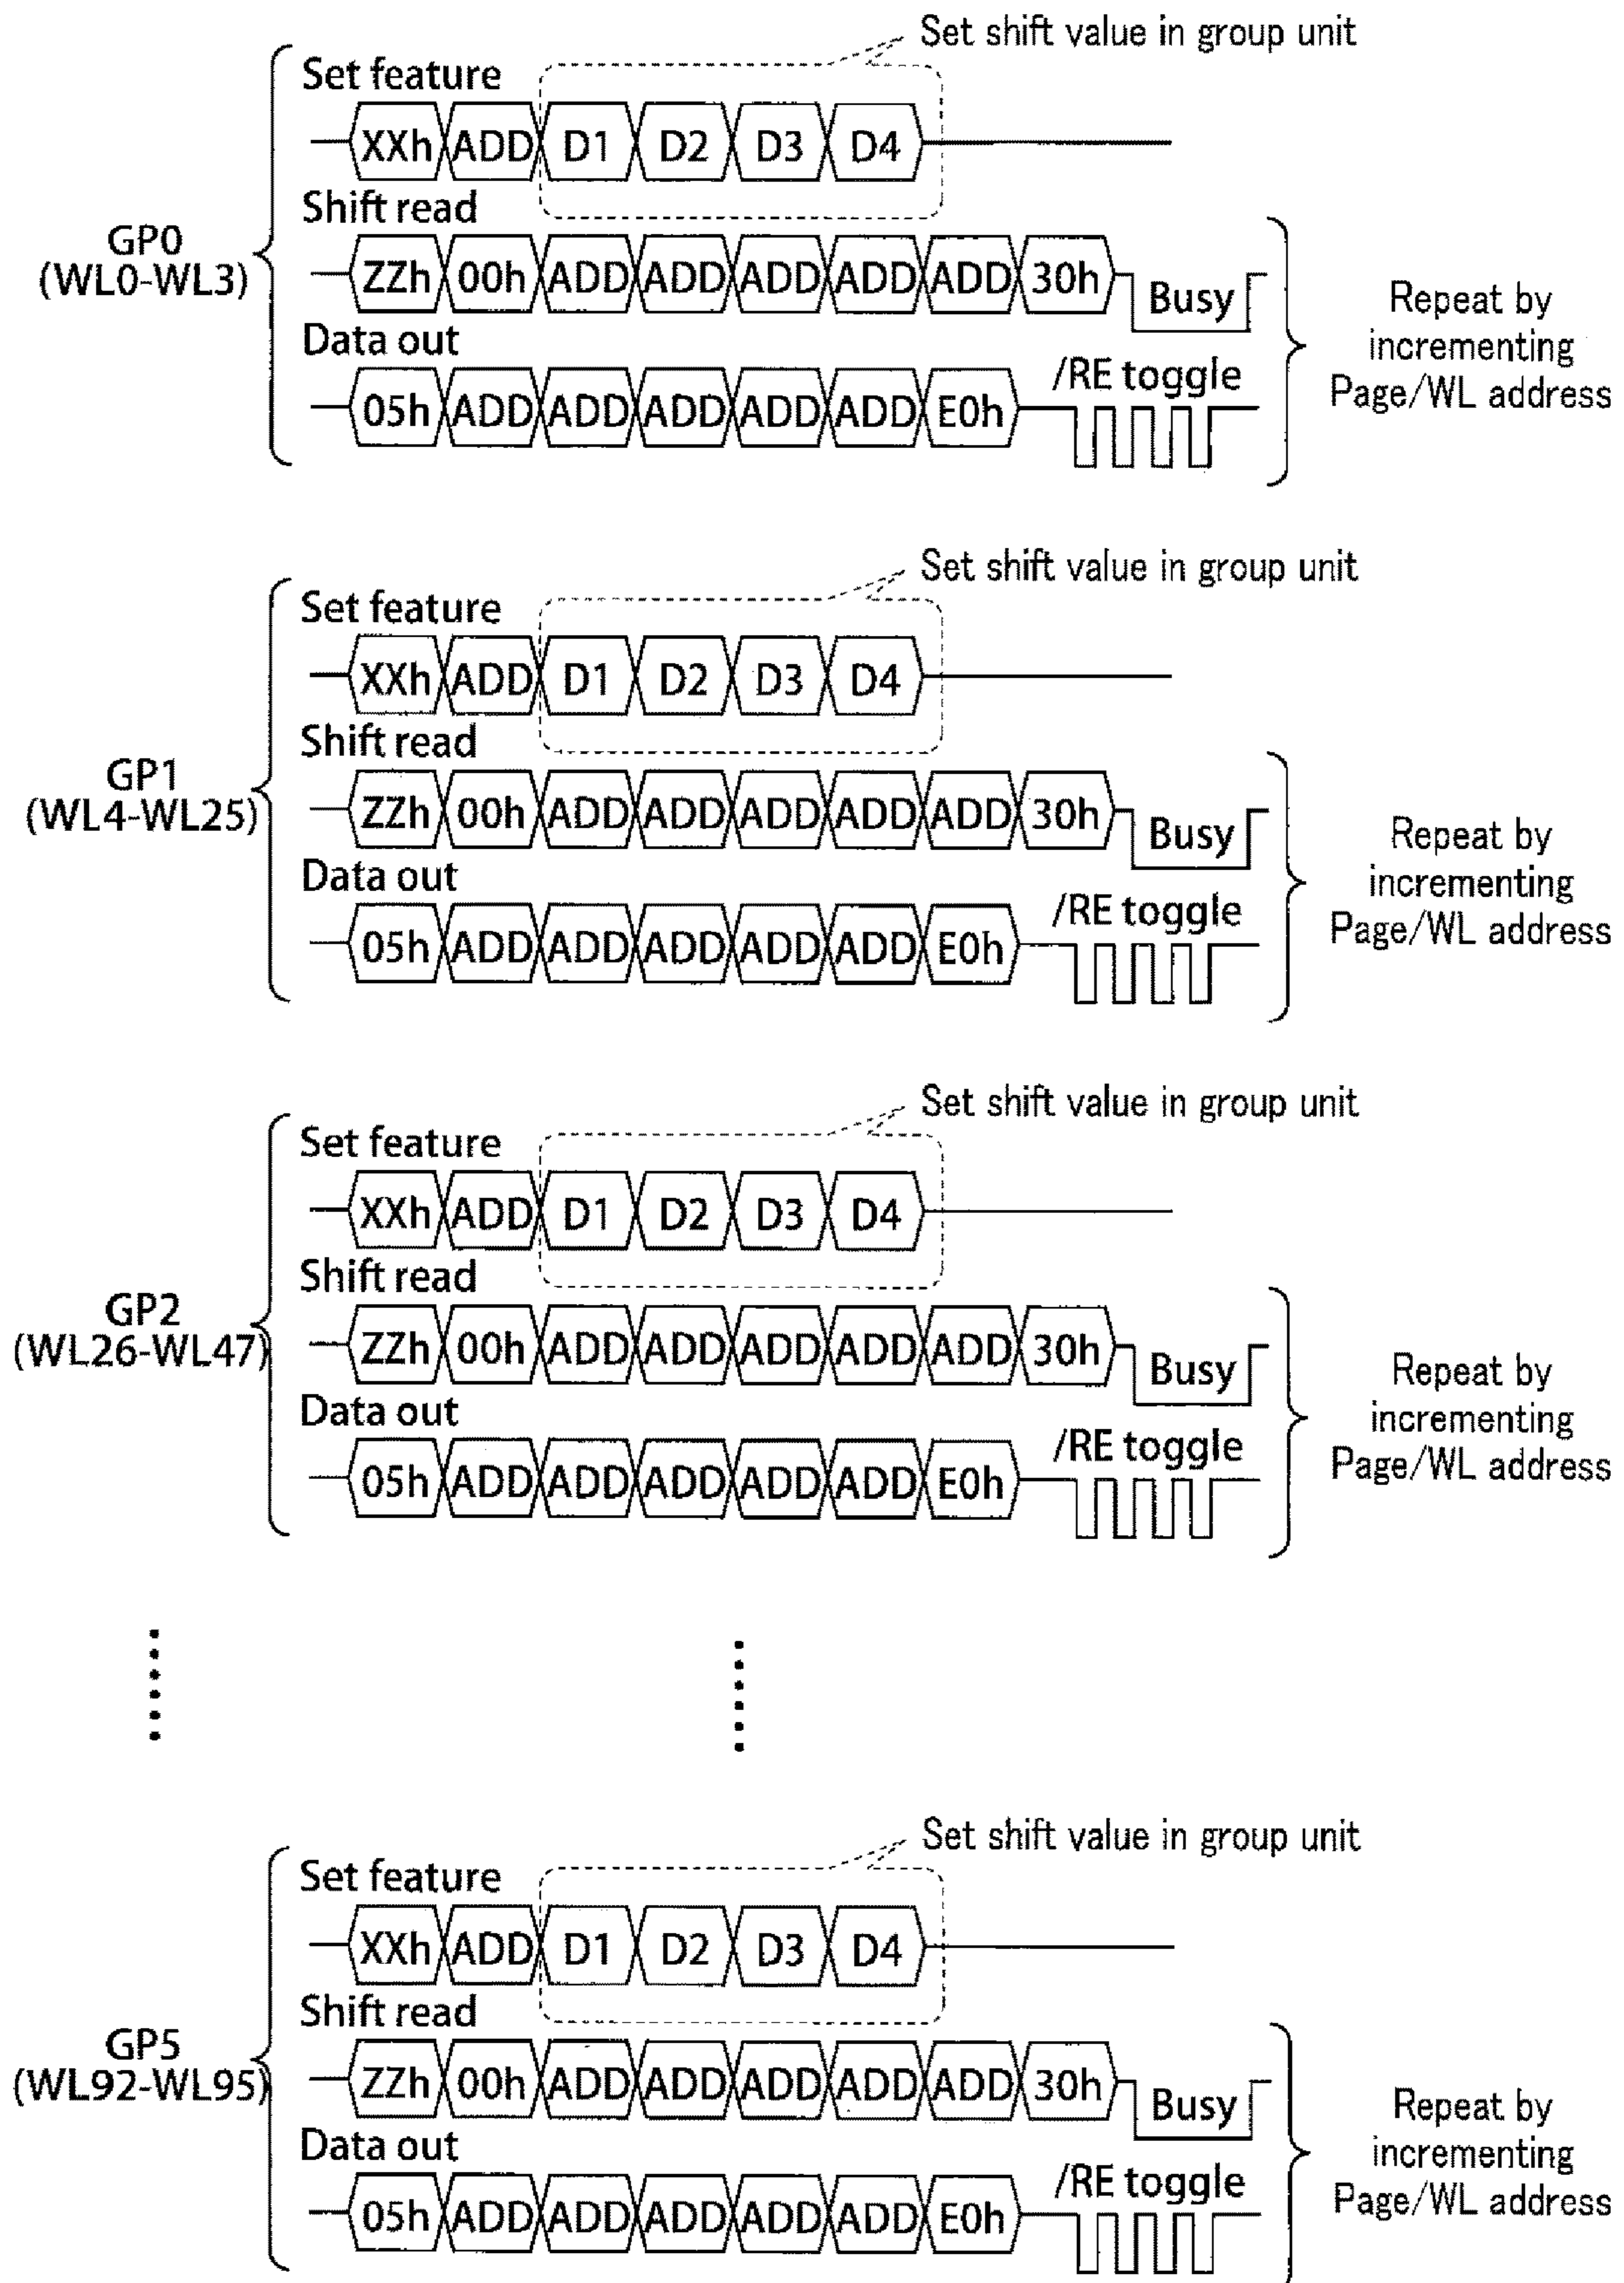 Set shift value in group unit
Set feature
XXh ADD D1 D2 D3 D4
Shift read
GP0
(WL0-WL3)
ZZh 00h ADD ADD ADD ADD ADD 30h Busy
Data out
/RE toggle
05h ADD ADD ADD ADD ADD E0h
Repeat by
incrementing
Page/WL address
Set shift value in group unit
Set feature
XXh ADD D1 D2 D3 D4
Shift read
GP1
(WL4-WL25)
ZZh 00h ADD ADD ADD ADD ADD 30h Busy
Data out
/RE toggle
05h ADD ADD ADD ADD ADD E0h
Repeat by
incrementing
Page/WL address
Set shift value in group unit
Set feature
XXh ADD D1 D2 D3 D4
Shift read
GP2
(WL26-WL47)
ZZh 00h ADD ADD ADD ADD ADD 30h Busy
Data out
/RE toggle
05h ADD ADD ADD ADD ADD E0h
Repeat by
incrementing
Page/WL address
Set shift value in group unit
Set feature
XXh ADD D1 D2 D3 D4
Shift read
GP5
(WL92-WL95)
ZZh 00h ADD ADD ADD ADD ADD 30h Busy
Data out
/RE toggle
05h ADD ADD ADD ADD ADD E0h
Repeat by
incrementing
Page/WL address